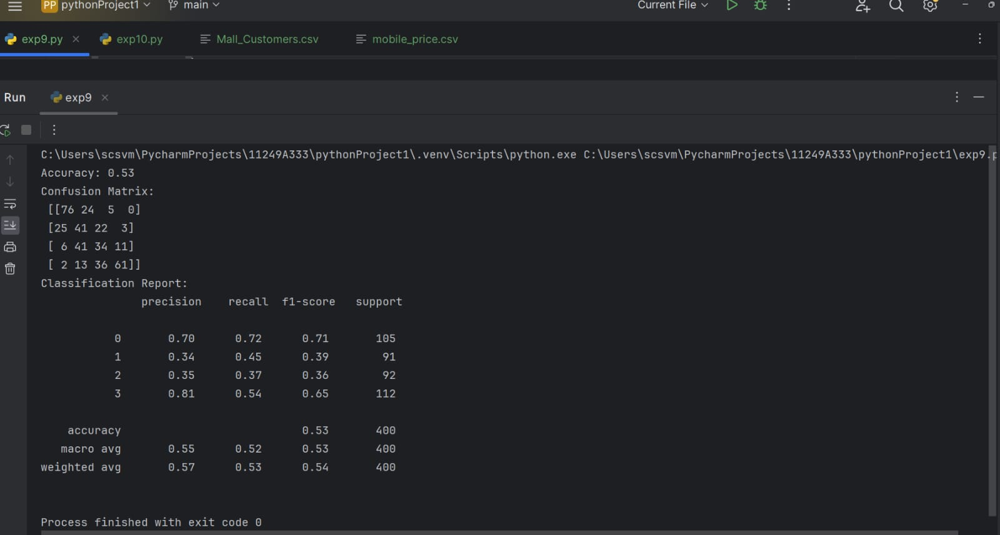 PP pythonProject1 main Current File
exp9.py exp10.py Mall_Customers.csv mobile_price.csv
Run exp9
C:\Users\scsvm\PycharmProjects\11249A333\pythonProject1\.venv\Scripts\python.exe C:\Users\scsvm\PycharmProjects\11249A333\pythonProject1\exp9.p
Accuracy: 0.53
Confusion Matrix:
[[76 24  5  0]
[25 41 22  3]
[ 6 41 34 11]
[ 2 13 36 61]]
Classification Report:
precision    recall  f1-score   support
0       0.70      0.72      0.71       105
1       0.34      0.45      0.39        91
2       0.35      0.37      0.36        92
3       0.81      0.54      0.65       112
accuracy                           0.53       400
macro avg       0.55      0.52      0.53       400
weighted avg       0.57      0.53      0.54       400
Process finished with exit code 0